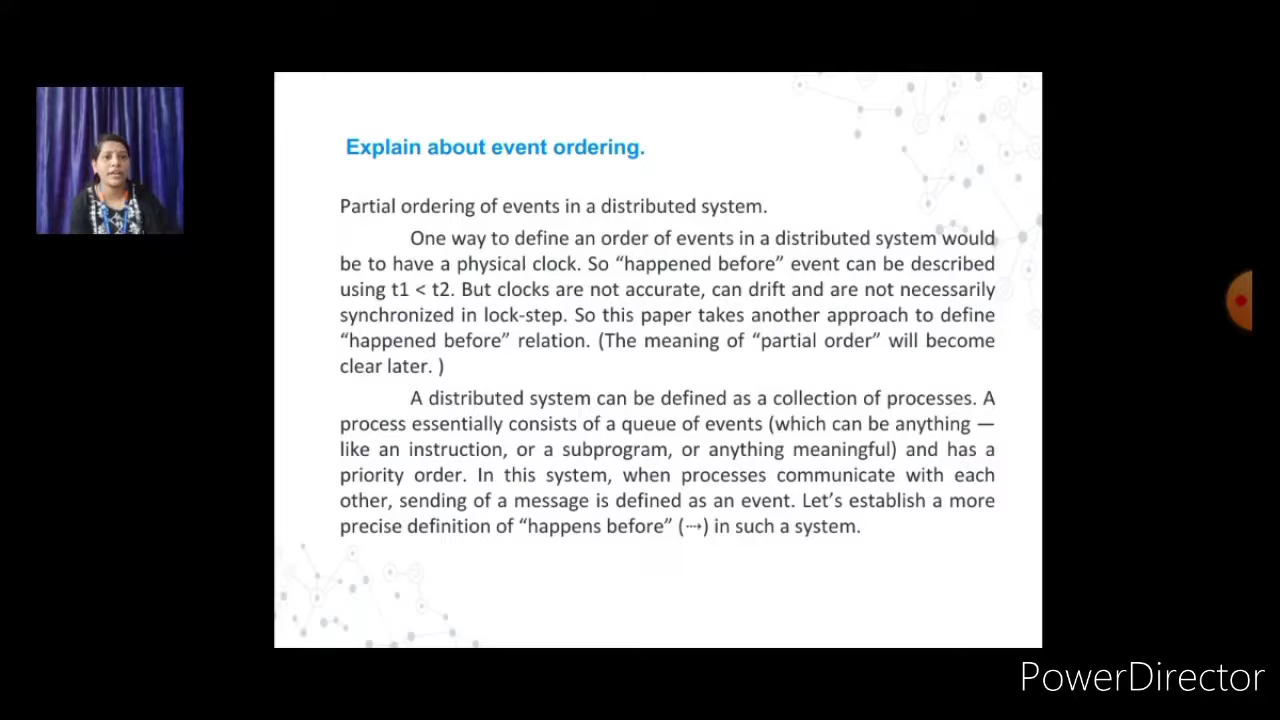 Explain about event ordering.
Partial ordering of events in a distributed system.
One way to define an order of events in a distributed system would
be to have a physical clock. So “happened before” event can be described
using t1 < t2. But clocks are not accurate, can drift and are not necessarily
synchronized in lock-step. So this paper takes another approach to define
“happened before” relation. (The meaning of “partial order” will become
clear later. )
A distributed system can be defined as a collection of processes. A
process essentially consists of a queue of events (which can be anything —
like an instruction, or a subprogram, or anything meaningful) and has a
priority order. In this system, when processes communicate with each
other, sending of a message is defined as an event. Let’s establish a more
precise definition of “happens before” (⤑) in such a system.
PowerDirector